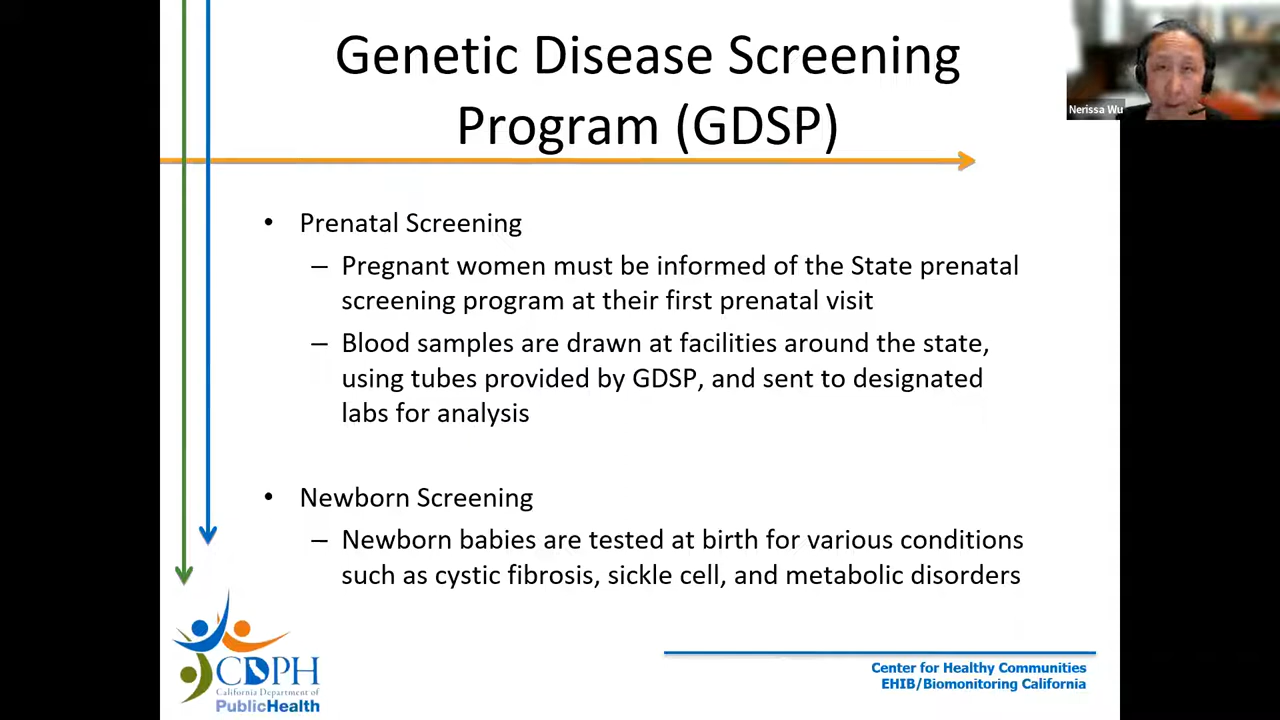 Genetic Disease Screening
Program (GDSP)
Nerissa Wu
• Prenatal Screening
– Pregnant women must be informed of the State prenatal
screening program at their first prenatal visit
– Blood samples are drawn at facilities around the state,
using tubes provided by GDSP, and sent to designated
labs for analysis
• Newborn Screening
– Newborn babies are tested at birth for various conditions
such as cystic fibrosis, sickle cell, and metabolic disorders
CDPH
California Department of
PublicHealth
Center for Healthy Communities
EHIB/Biomonitoring California